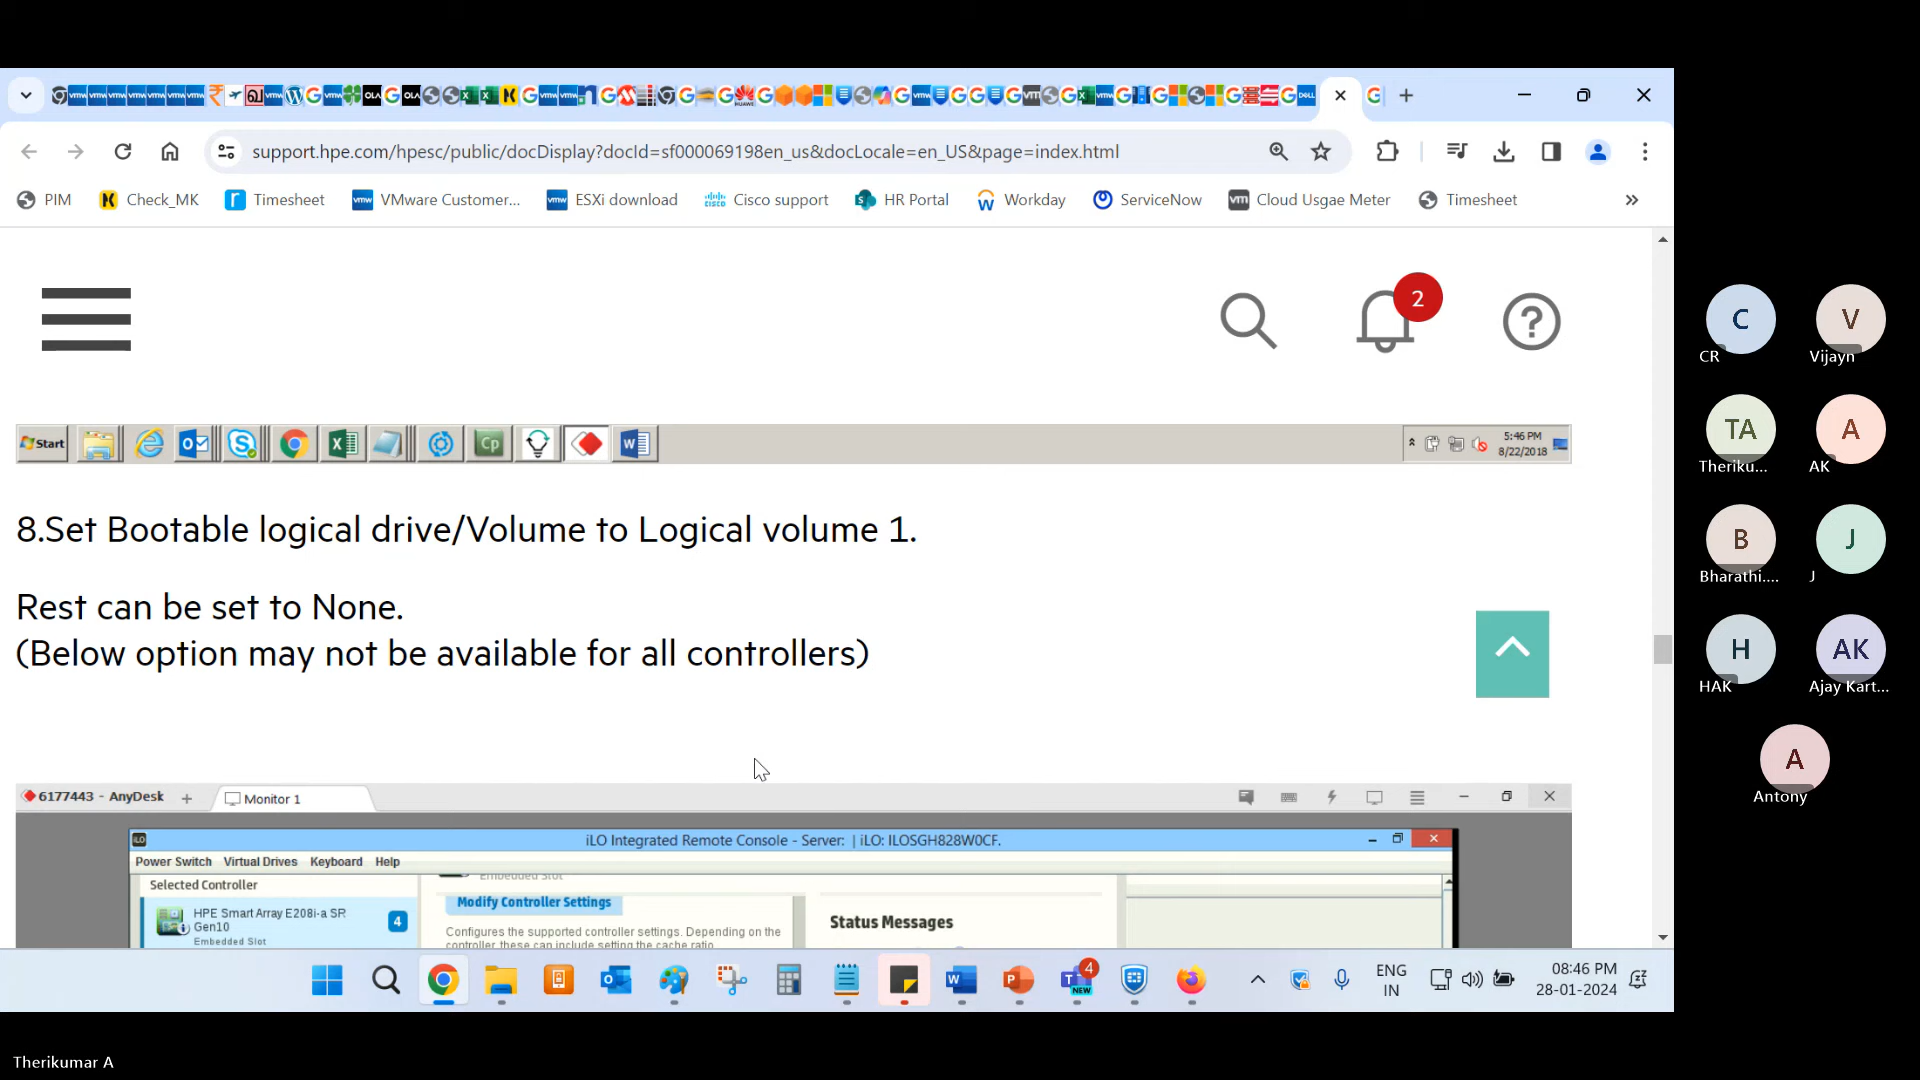 support.hpe.com/hpesc/public/docDisplay?docId=sf000069198en_us&docLocale=en_US&page=index.html
PIM Check_MK Timesheet VMware Customer... ESXi download Cisco support HR Portal Workday ServiceNow Cloud Usgae Meter Timesheet
2
Start
5:46 PM
8/22/2018
8.Set Bootable logical drive/Volume to Logical volume 1.
Rest can be set to None.
(Below option may not be available for all controllers)
6177443 - AnyDesk
Monitor 1
iLO Integrated Remote Console - Server: | iLO: ILOSGH828W0CF.
Power Switch Virtual Drives Keyboard Help
Selected Controller
Embedded Slot
HPE Smart Array E208i-a SR
Gen10
Embedded Slot
4
Modify Controller Settings
Configures the supported controller settings. Depending on the
controller, these can include setting the cache ratio,
Status Messages
4
NEW
ENG
IN
08:46 PM
28-01-2024
C
CR
V
Vijayn
TA
Theriku...
A
AK
B
Bharathi....
J
J
H
HAK
AK
Ajay Kart...
A
Antony
Therikumar A